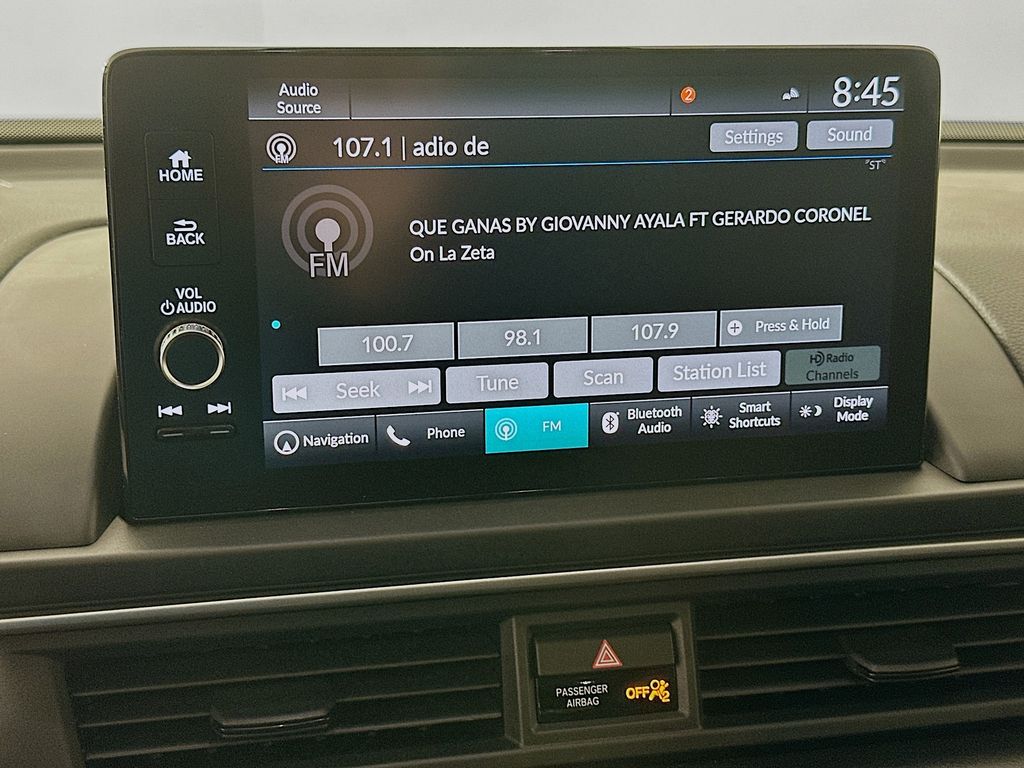 Audio
Source
2
8:45
FM
107.1 | adio de
Settings
Sound
"ST"
HOME
BACK
VOL
AUDIO
FM
QUE GANAS BY GIOVANNY AYALA FT GERARDO CORONEL
On La Zeta
100.7
98.1
107.9
+ Press & Hold
Seek
Tune
Scan
Station List
HD Radio
Channels
Navigation
Phone
FM
Bluetooth
Audio
Smart
Shortcuts
Display
Mode
PASSENGER
AIRBAG
OFF
2